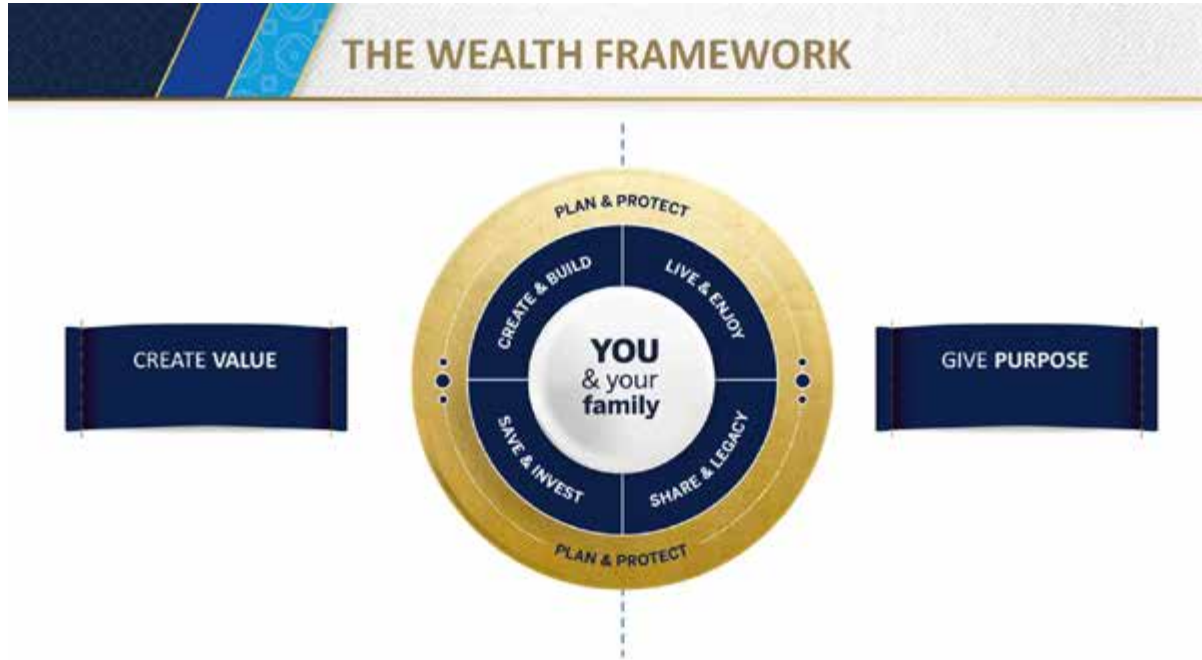 THE WEALTH FRAMEWORK
PLAN & PROTECT
CREATE & BUILD
LIVE & ENJOY
CREATE VALUE
YOU
& your
family
GIVE PURPOSE
SAVE & INVEST
SHARE & LEGACY
PLAN & PROTECT